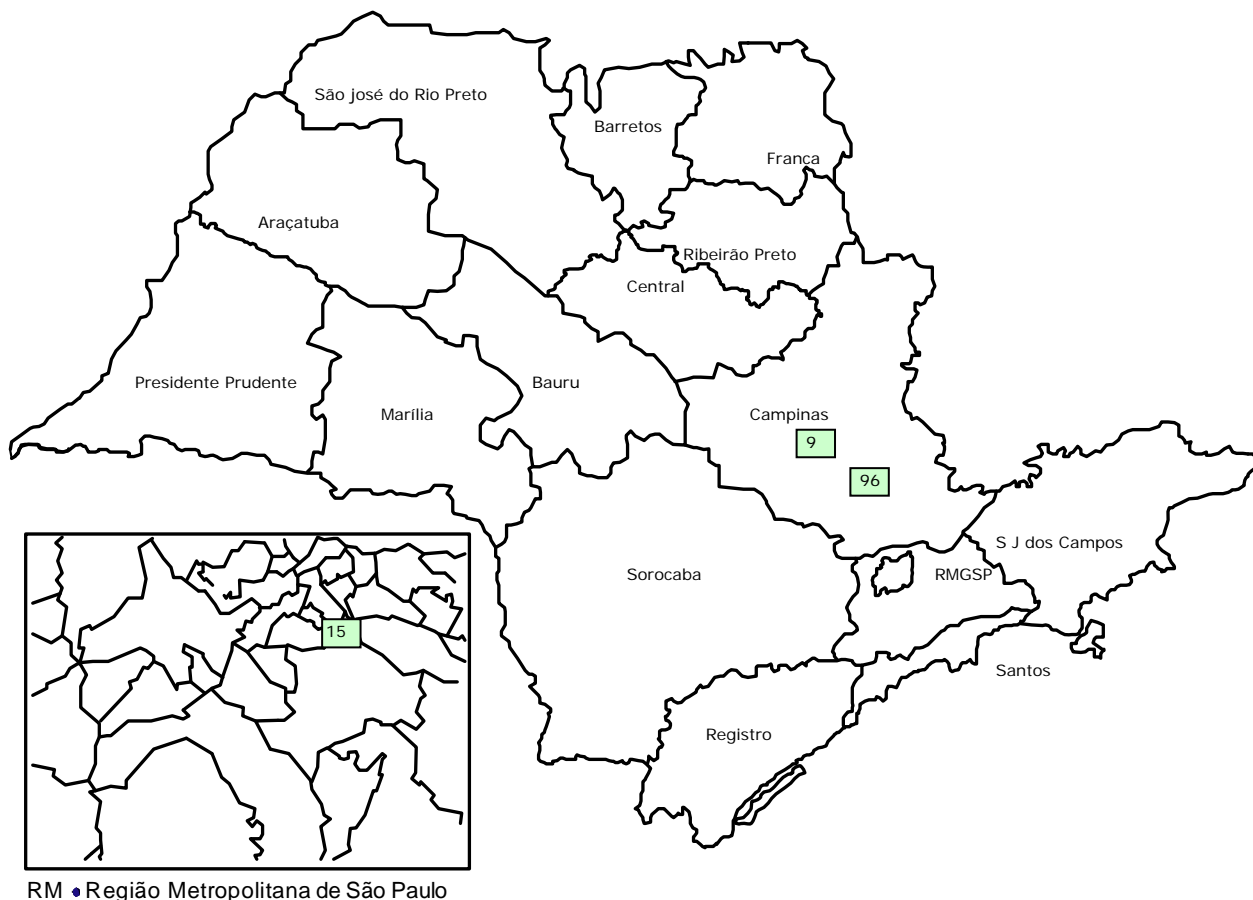 São josé do Rio Preto
Barretos
Franca
Araçatuba
Ribeirão Preto
Central
Presidente Prudente
Marília
Bauru
Campinas
9
96
S J dos Campos
Sorocaba
RMGSP
15
Santos
Registro
RM • Região Metropolitana de São Paulo